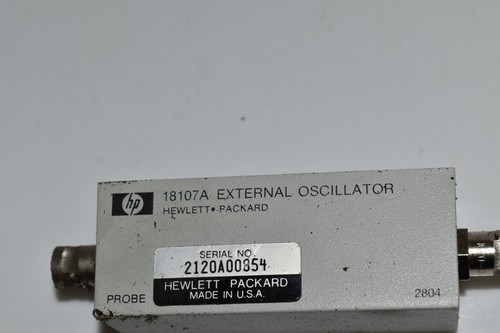 hp
18107A EXTERNAL OSCILLATOR
HEWLETT•PACKARD
SERIAL NO.
2120A00854
HEWLETT PACKARD
MADE IN U.S.A.
PROBE
2804